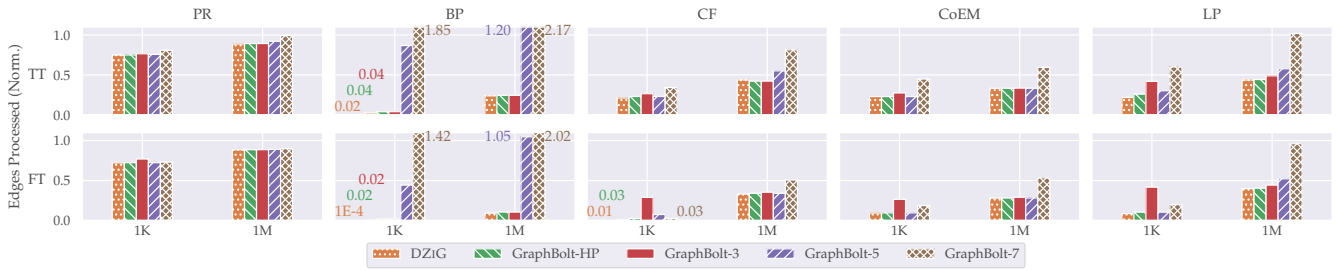 PR BP CF CoEM LP
Edges Processed (Norm.)
TT
1.0
0.5
0.0
0.02
0.04
0.04
1.85
1.20
2.17
FT
1.0
0.5
0.0
1E-4
0.02
0.02
1.42
1.05
2.02
0.01
0.03
0.03
1K 1M 1K 1M 1K 1M 1K 1M 1K 1M
DZiG GraphBolt-HP GraphBolt-3 GraphBolt-5 GraphBolt-7